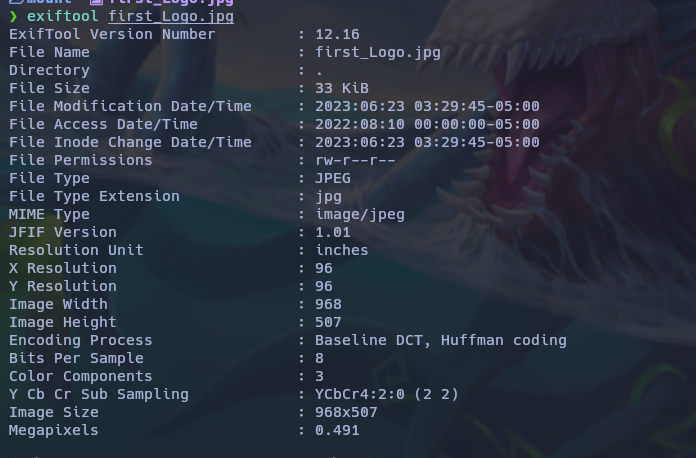 mount first_Logo.jpg
❯ exiftool first_Logo.jpg
ExifTool Version Number : 12.16
File Name : first_Logo.jpg
Directory : .
File Size : 33 KiB
File Modification Date/Time : 2023:06:23 03:29:45-05:00
File Access Date/Time : 2022:08:10 00:00:00-05:00
File Inode Change Date/Time : 2023:06:23 03:29:45-05:00
File Permissions : rw-r--r--
File Type : JPEG
File Type Extension : jpg
MIME Type : image/jpeg
JFIF Version : 1.01
Resolution Unit : inches
X Resolution : 96
Y Resolution : 96
Image Width : 968
Image Height : 507
Encoding Process : Baseline DCT, Huffman coding
Bits Per Sample : 8
Color Components : 3
Y Cb Cr Sub Sampling : YCbCr4:2:0 (2 2)
Image Size : 968x507
Megapixels : 0.491